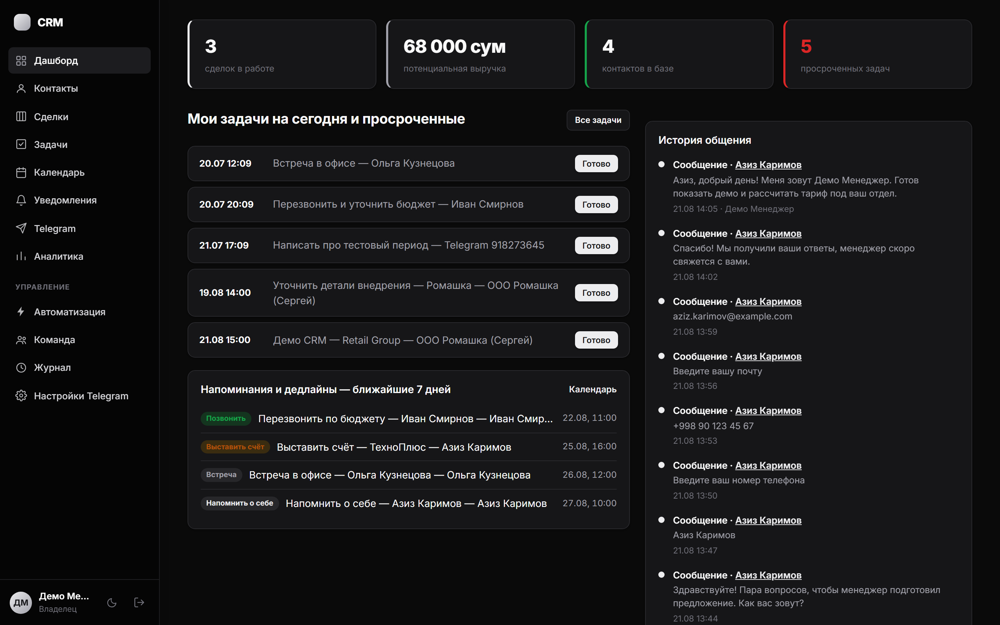 CRM
Дашборд
Контакты
Сделки
Задачи
Календарь
Уведомления
Telegram
Аналитика
УПРАВЛЕНИЕ
Автоматизация
Команда
Журнал
Настройки Telegram
ДМ
Демо Ме...
Владелец
3
сделок в работе
68 000 сум
потенциальная выручка
4
контактов в базе
5
просроченных задач
Мои задачи на сегодня и просроченные
Все задачи
20.07 12:09 Встреча в офисе — Ольга Кузнецова Готово
20.07 20:09 Перезвонить и уточнить бюджет — Иван Смирнов Готово
21.07 17:09 Написать про тестовый период — Telegram 918273645 Готово
19.08 14:00 Уточнить детали внедрения — Ромашка — ООО Ромашка
(Сергей)
Готово
21.08 15:00 Демо CRM — Retail Group — ООО Ромашка (Сергей) Готово
Напоминания и дедлайны — ближайшие 7 дней Календарь
Позвонить Перезвонить по бюджету — Иван Смирнов — Иван Смир... 22.08, 11:00
Выставить счёт Выставить счёт — ТехноПлюс — Азиз Каримов 25.08, 16:00
Встреча Встреча в офисе — Ольга Кузнецова — Ольга Кузнецова 26.08, 12:00
Напомнить о себе Напомнить о себе — Азиз Каримов — Азиз Каримов 27.08, 10:00
История общения
Сообщение · Азиз Каримов
Азиз, добрый день! Меня зовут Демо Менеджер. Готов
показать демо и рассчитать тариф под ваш отдел.
21.08 14:05 · Демо Менеджер
Сообщение · Азиз Каримов
Спасибо! Мы получили ваши ответы, менеджер скоро
свяжется с вами.
21.08 14:02
Сообщение · Азиз Каримов
aziz.karimov@example.com
21.08 13:59
Сообщение · Азиз Каримов
Введите вашу почту
21.08 13:56
Сообщение · Азиз Каримов
+998 90 123 45 67
21.08 13:53
Сообщение · Азиз Каримов
Введите ваш номер телефона
21.08 13:50
Сообщение · Азиз Каримов
Азиз Каримов
21.08 13:47
Сообщение · Азиз Каримов
Здравствуйте! Пара вопросов, чтобы менеджер подготовил
предложение. Как вас зовут?
21.08 13:44